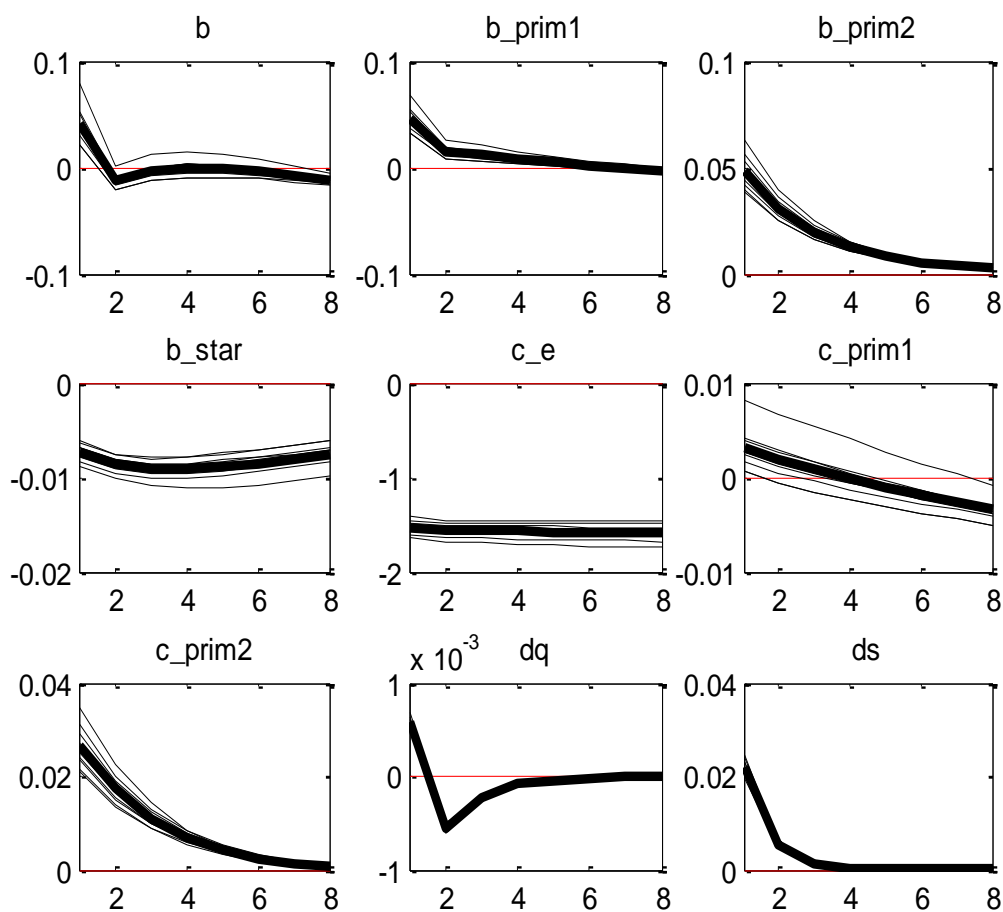 b b_prim1 b_prim2
0.1 0.1 0.1
0 0 0.05
-0.1 -0.1 0
2 4 6 8 2 4 6 8 2 4 6 8
b_star c_e c_prim1
0 0 0.01
-0.01 -1 0
-0.02 -2 -0.01
2 4 6 8 2 4 6 8 2 4 6 8
c_prim2 x 10-3 dq ds
0.04 1 0.04
0.02 0 0.02
0 -1 0
2 4 6 8 2 4 6 8 2 4 6 8